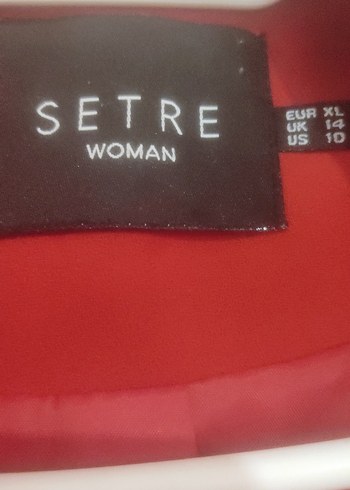 SETRE
WOMAN
EUR XL
UK 14
US 10